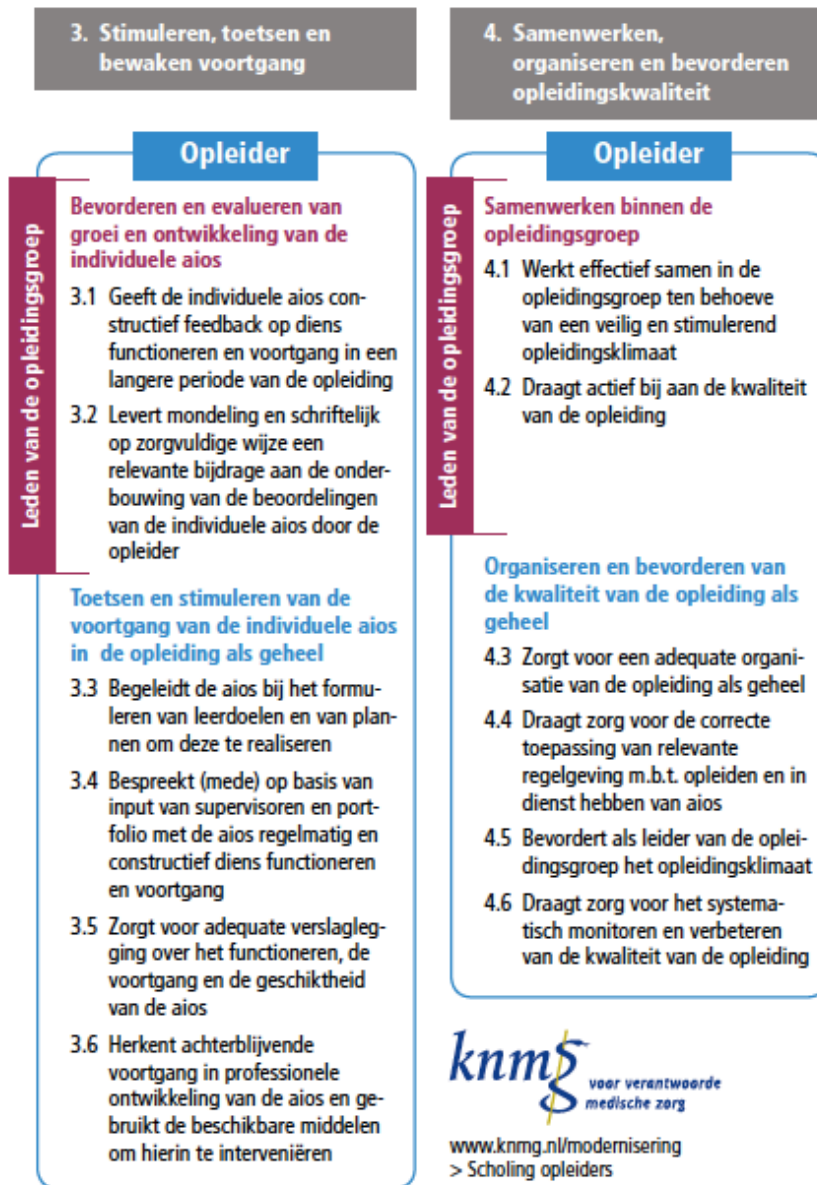 3. Stimuleren, toetsen en
bewaken voortgang
Opleider
Leden van de opleidingsgroep
Bevorderen en evalueren van
groei en ontwikkeling van de
individuele aios
3.1 Geeft de individuele aios con-
structief feedback op diens
functioneren en voortgang in een
langere periode van de opleiding
3.2 Levert mondeling en schriftelijk
op zorgvuldige wijze een
relevante bijdrage aan de onder-
bouwing van de beoordelingen
van de individuele aios door de
opleider
Toetsen en stimuleren van de
voortgang van de individuele aios
in de opleiding als geheel
3.3 Begeleidt de aios bij het formu-
leren van leerdoelen en van plan-
nen om deze te realiseren
3.4 Bespreekt (mede) op basis van
input van supervisoren en port-
folio met de aios regelmatig en
constructief diens functioneren
en voortgang
3.5 Zorgt voor adequate verslagleg-
ging over het functioneren, de
voortgang en de geschiktheid
van de aios
3.6 Herkent achterblijvende
voortgang in professionele
ontwikkeling van de aios en ge-
bruikt de beschikbare middelen
om hierin te interveniëren
4. Samenwerken,
organiseren en bevorderen
opleidingskwaliteit
Opleider
Leden van de opleidingsgroep
Samenwerken binnen de
opleidingsgroep
4.1 Werkt effectief samen in de
opleidingsgroep ten behoeve
van een veilig en stimulerend
opleidingsklimaat
4.2 Draagt actief bij aan de kwaliteit
van de opleiding
Organiseren en bevorderen van
de kwaliteit van de opleiding als
geheel
4.3 Zorgt voor een adequate organi-
satie van de opleiding als geheel
4.4 Draagt zorg voor de correcte
toepassing van relevante
regelgeving m.b.t. opleiden en in
dienst hebben van aios
4.5 Bevordert als leider van de oplei-
dingsgroep het opleidingsklimaat
4.6 Draagt zorg voor het systema-
tisch monitoren en verbeteren
van de kwaliteit van de opleiding
knmg
voor verantwoorde
medische zorg
www.knmg.nl/modernisering
> Scholing opleiders